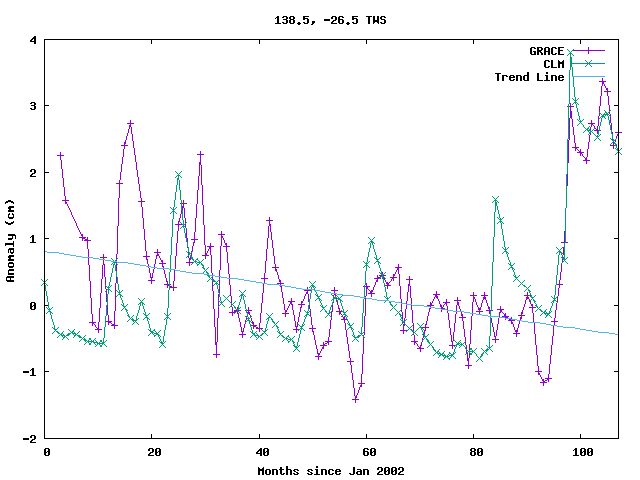 138.5, -26.5 TWS
GRACE
CLM
Trend Line
4
3
2
1
0
-1
-2
Anomaly (cm)
0 20 40 60 80 100
Months since Jan 2002